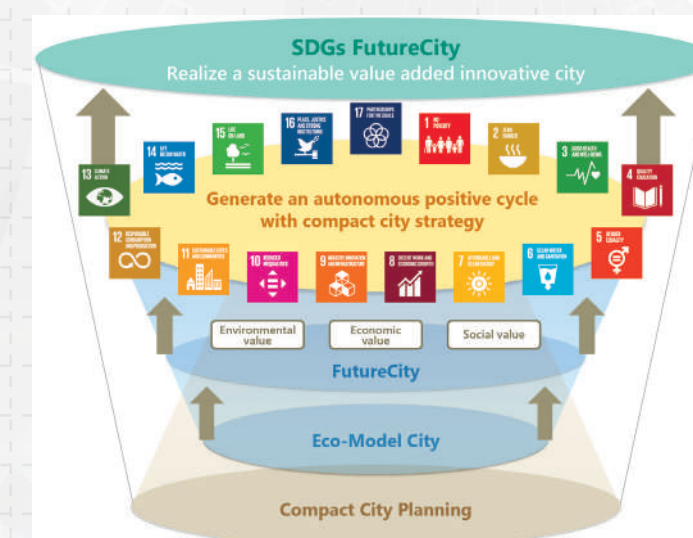 SDGs FutureCity
Realize a sustainable value added innovative city
17 PARTNERSHIPS
FOR THE GOALS
16 PEACE, JUSTICE
AND STRONG
INSTITUTIONS
1 NO
POVERTY
15 LIFE
ON LAND
2 ZERO
HUNGER
14 LIFE
BELOW WATER
3 GOOD HEALTH
AND WELL-BEING
13 CLIMATE
ACTION
4 QUALITY
EDUCATION
Generate an autonomous positive cycle
with compact city strategy
12 RESPONSIBLE
CONSUMPTION
AND PRODUCTION
11 SUSTAINABLE CITIES
AND COMMUNITIES
10 REDUCED
INEQUALITIES
9 INDUSTRY, INNOVATION
AND INFRASTRUCTURE
8 DECENT WORK AND
ECONOMIC GROWTH
7 AFFORDABLE AND
CLEAN ENERGY
6 CLEAN WATER
AND SANITATION
5 GENDER
EQUALITY
Environmental
value
Economic
value
Social value
FutureCity
Eco-Model City
Compact City Planning